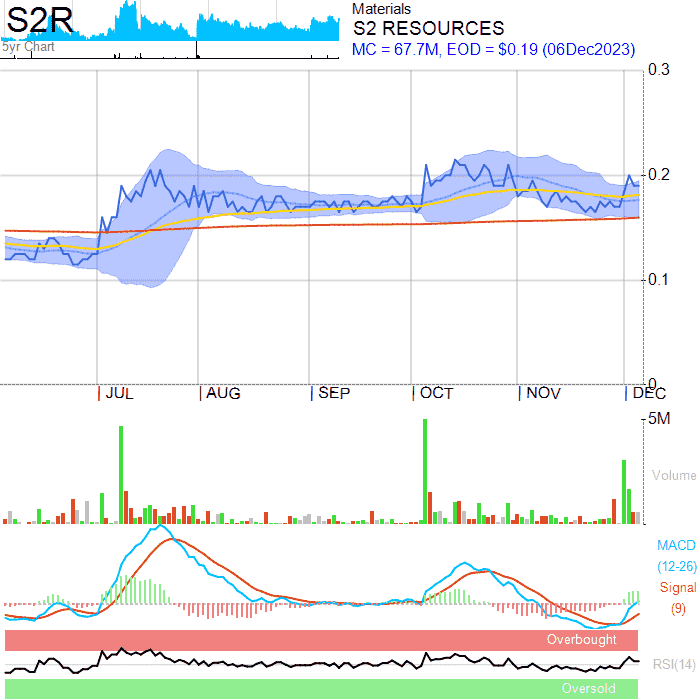 S2R
5yr Chart
Materials
S2 RESOURCES
MC = 67.7M, EOD = $0.19 (06Dec2023)
0.3
0.2
0.1
0
JUL AUG SEP OCT NOV DEC
5M
Volume
MACD
(12-26)
Signal
(9)
Overbought
RSI(14)
Oversold